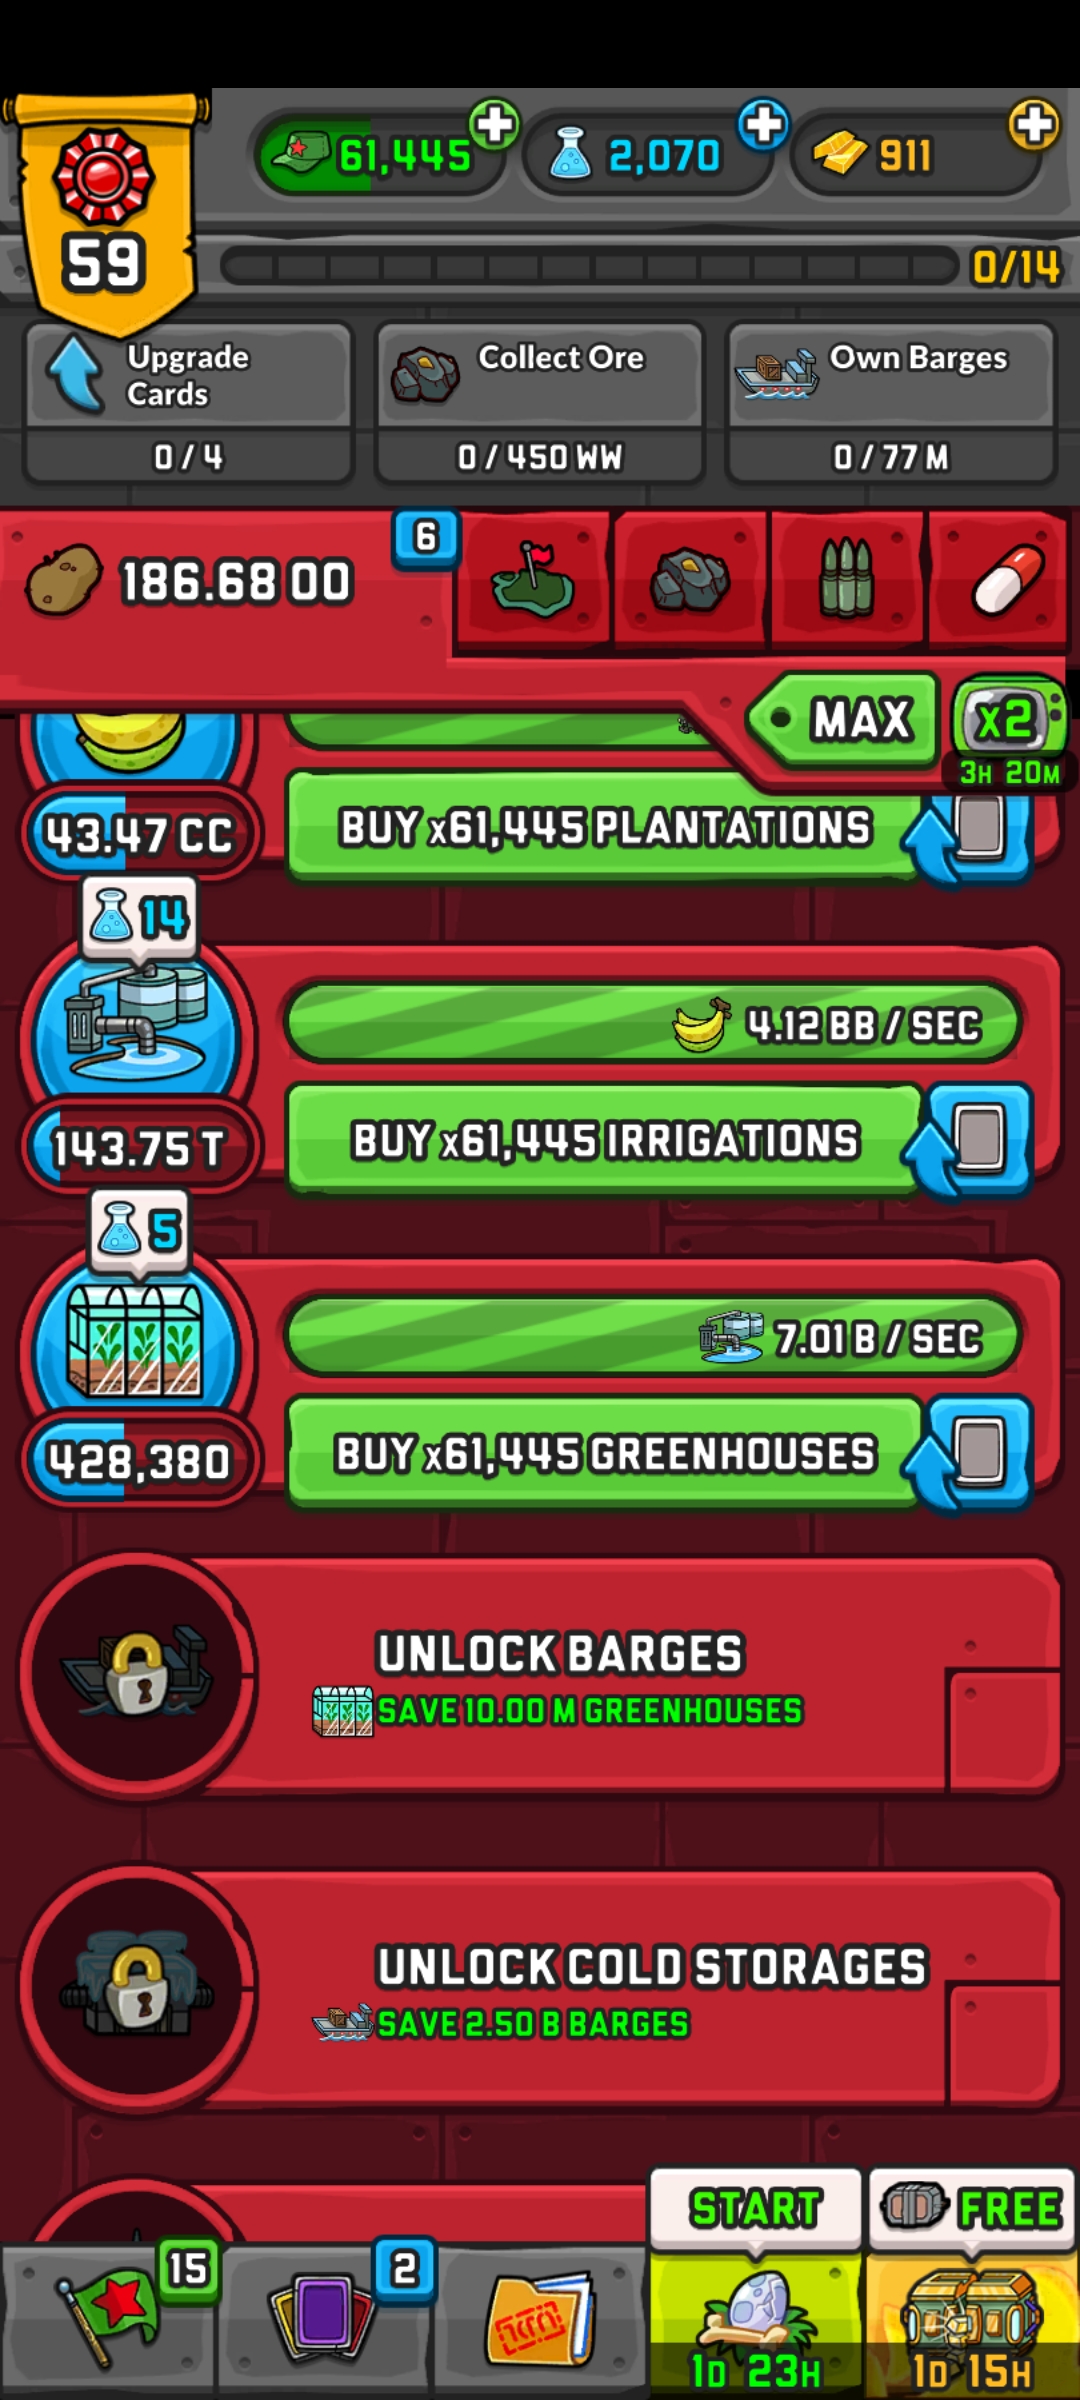 61,445
2,070
911
59
0/14
Upgrade Cards
Collect Ore
Own Barges
0 / 4
0 / 450 WW
0 / 77 M
186.68 OO
6
MAX
x2
3H 20M
43.47 CC
BUY x61,445 PLANTATIONS
14
4.12 BB / SEC
143.75 T
BUY x61,445 IRRIGATIONS
5
7.01 B / SEC
428,380
BUY x61,445 GREENHOUSES
UNLOCK BARGES
SAVE 10.00 M GREENHOUSES
UNLOCK COLD STORAGES
SAVE 2.50 B BARGES
START
FREE
15
2
1D 23H
1D 15H